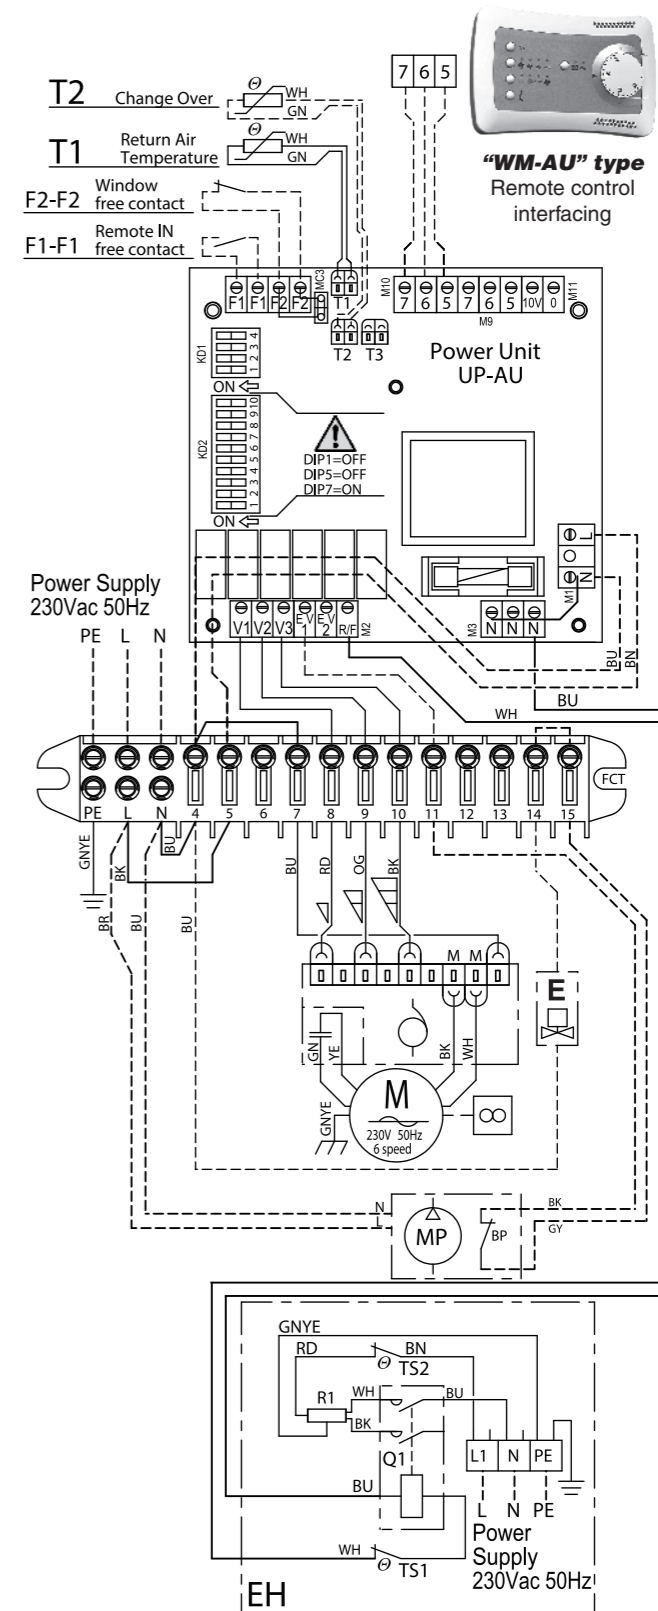 T2 Change Over
WH
GN
T1 Return Air
Temperature
WH
GN
F2-F2 Window
free contact
F1-F1 Remote IN
free contact
7 6 5
“WM-AU” type
Remote control
interfacing
F1 F1 F2 F2
MC3
T1
M10
7 6 5 7 6 5 10V 0
M11
M9
T2 T3
Power Unit
UP-AU
KD1
1 2 3 4
ON
KD2
1 2 3 4 5 6 7 8 9 10
ON
DIP1=OFF
DIP5=OFF
DIP7=ON
L
N
M1
V1 V2 V3 EV1 EV2 R/F
M2
M3
N N N
BU
BN
BU
WH
Power Supply
230Vac 50Hz
PE L N
FCT
PE L N 4 5 6 7 8 9 10 11 12 13 14 15
GNYE
BR
BK
BU
BU
BU
BU
RD
OG
BK
M M
E
GN
YE
BK
WH
GNYE
M
230V 50Hz
6 speed
N
L
MP
BP
BK
GY
GNYE
RD
BN
TS2
R1
WH
BK
BU
Q1
L1 N PE
BU
L N PE
Power
Supply
230Vac 50Hz
WH
TS1
EH